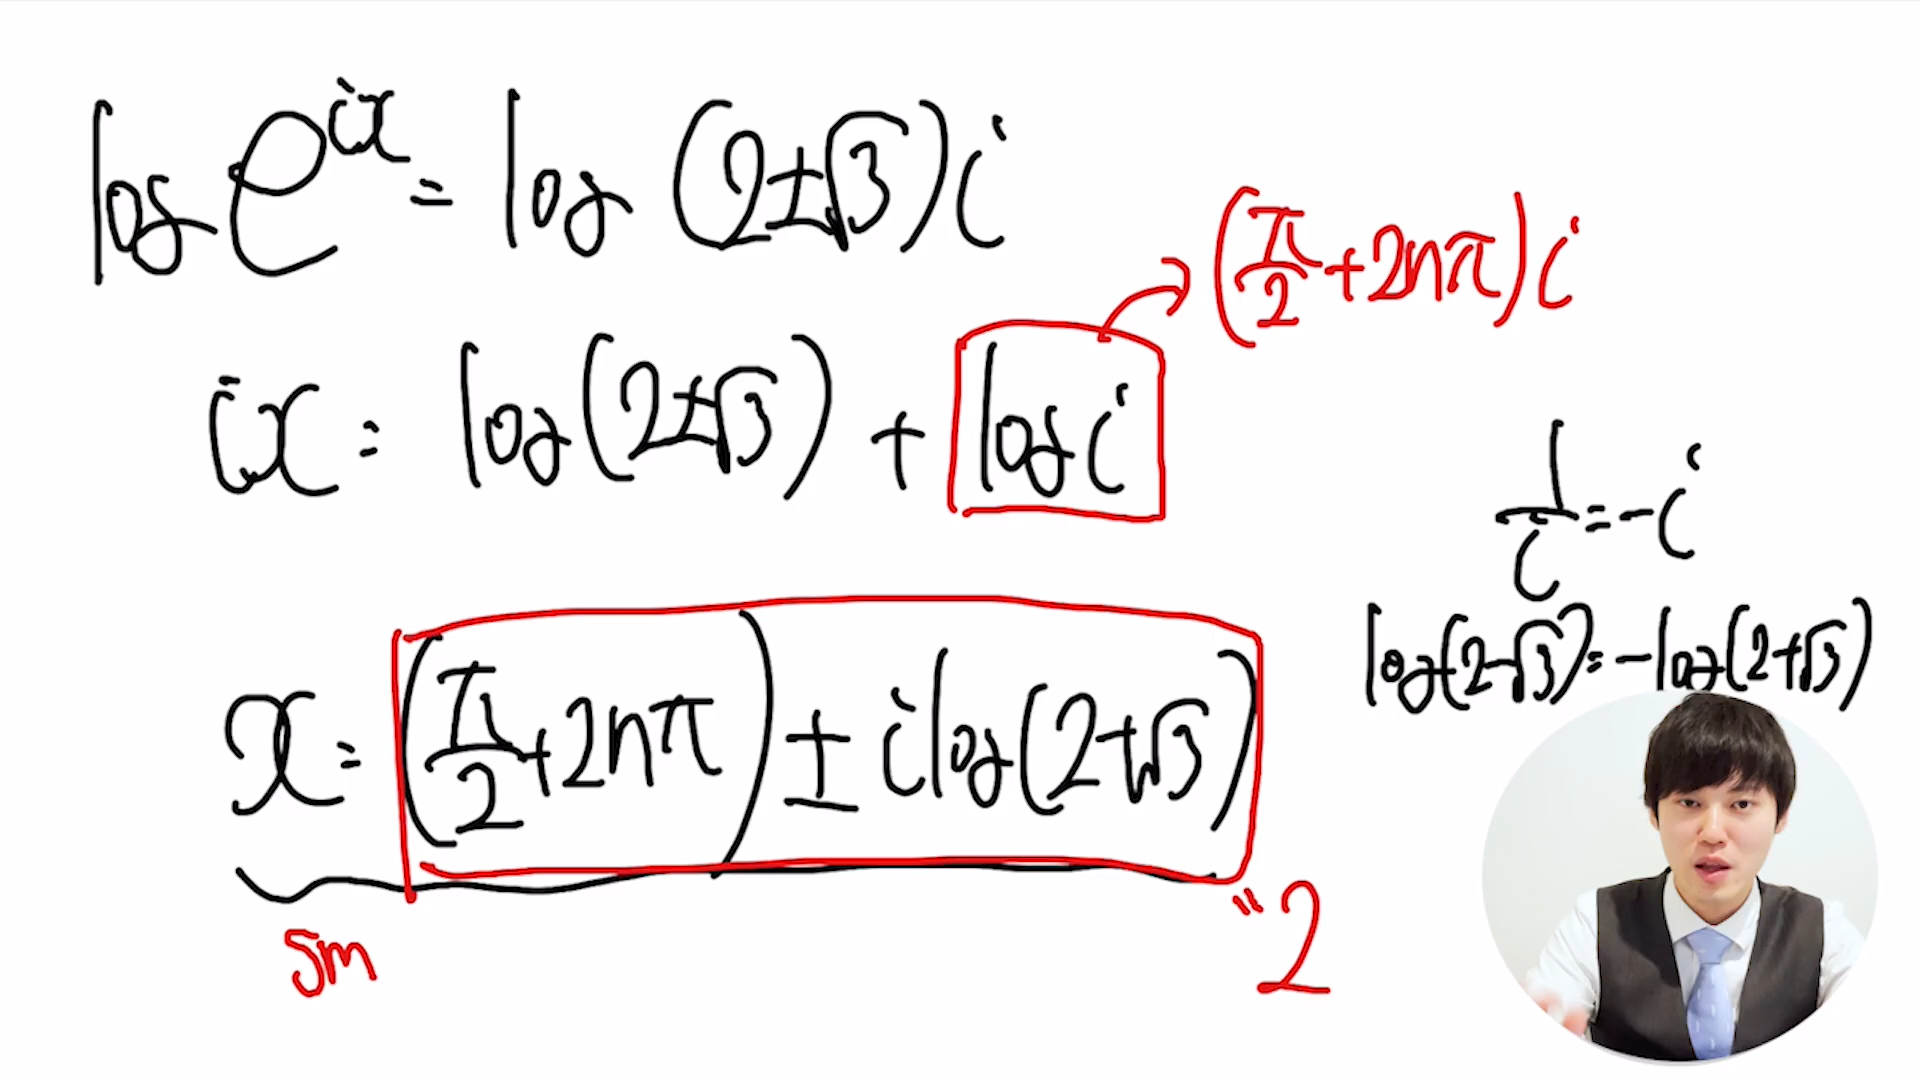 log e^{ix} = log (2±√3)i
(π/2+2nπ)i
ix = log(2±√3) + log i
1/i = -i
log(2-√3) = -log(2+√3)
x = (π/2+2nπ) ± i log(2+√3)
sin "2